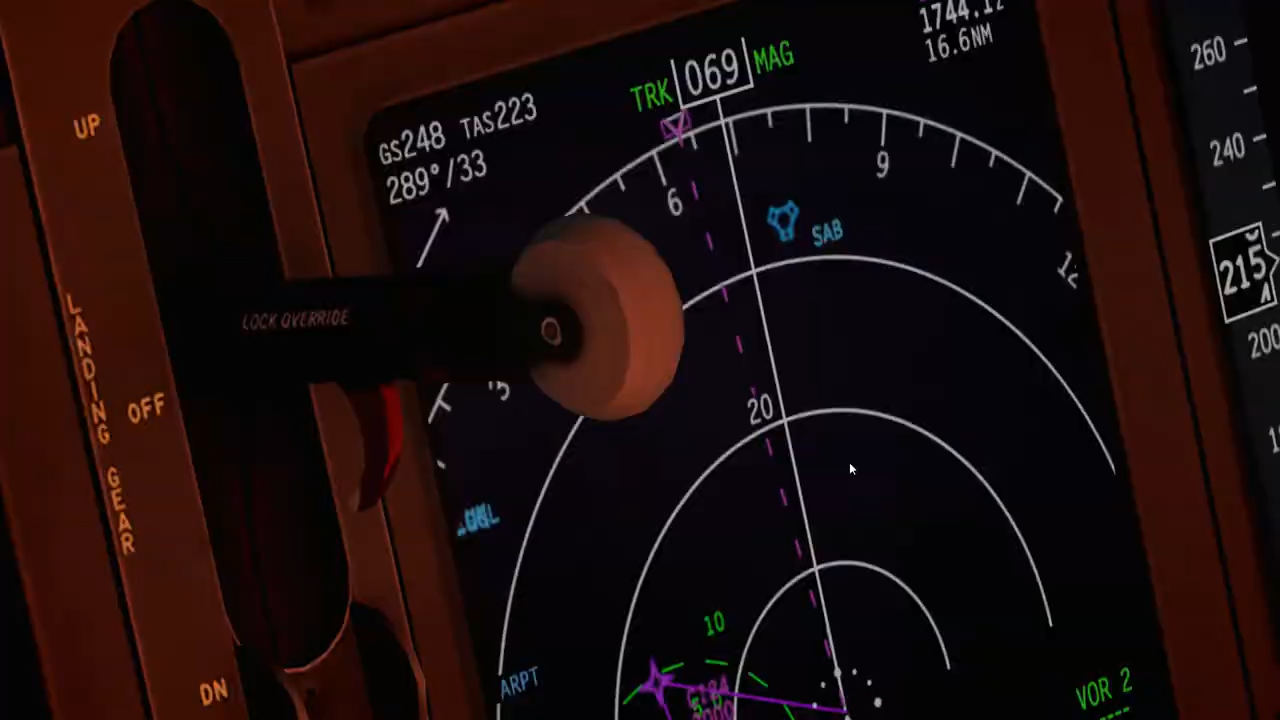 1744.1
16.6NM
TRK 069 MAG
GS248 TAS223
289°/33
UP
260
240
9
6
SAB
12
215
200
LOCK OVERRIDE
LANDING GEAR
OFF
20
10
ARPT
DN
VOR 2